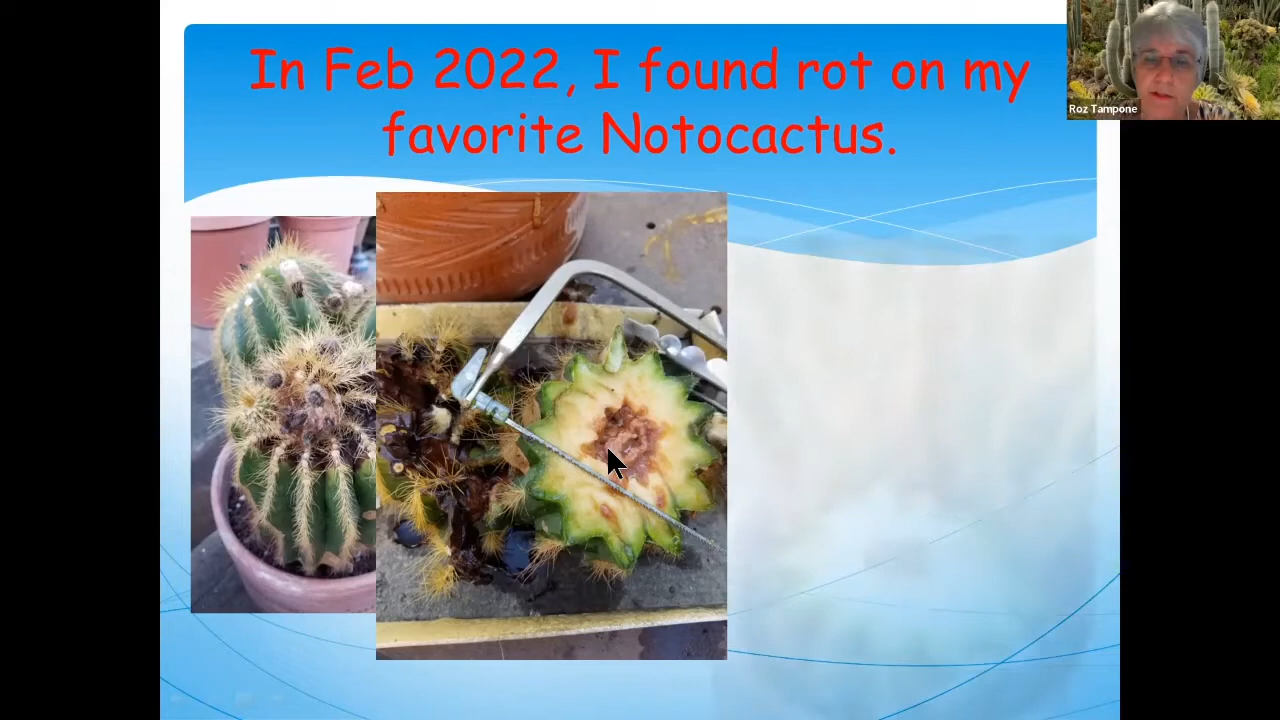 In Feb 2022, I found rot on my
favorite Notocactus.
Roz Tampone